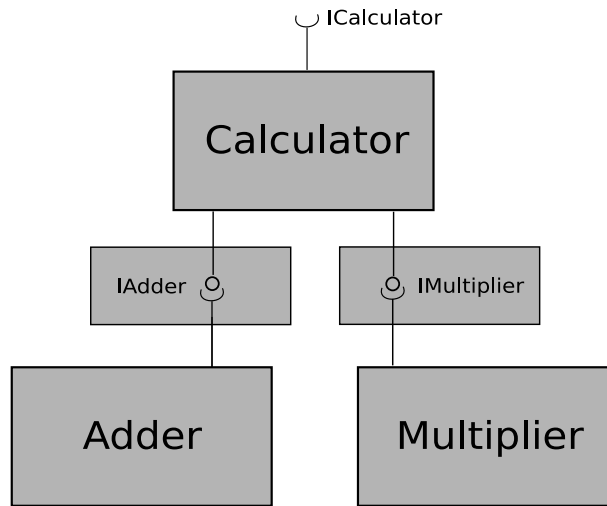 ICalculator
Calculator
IAdder
IMultiplier
Adder
Multiplier